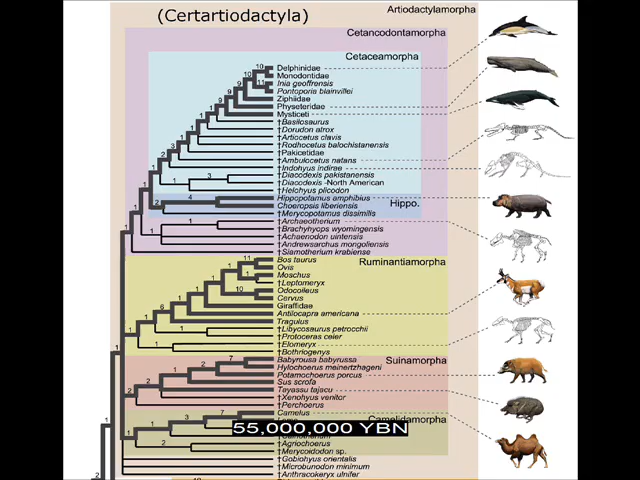 (Certartiodactyla)
Artiodactylamorpha
Cetancodontamorpha
Cetaceamorpha
Delphinidae
Monodontidae
Inia geoffrensis
Pontoporia blainvillei
Ziphiidae
Physeteridae
Mysticeti
†Basilosaurus
†Dorudon atrox
†Artiocetus clavis
†Rodhocetus balochistanensis
†Pakicetidae
†Ambulocetus natans
†Indohyus indirae
†Diacodexis pakistanensis
†Diacodexis -North American
†Helohyus plicodon
Hippopotamus amphibius
Choeropsis liberiensis
Hippo.
†Merycopotamus dissimilis
†Archaeotherium
†Brachyhyops wyomingensis
†Achaenodon uintensis
†Andrewsarchus mongoliensis
†Siamotherium krabiense
Bos taurus
Ruminantiamorpha
Ovis
Moschus
†Leptomeryx
Odocoileus
Cervus
Giraffidae
Antilocapra americana
Tragulus
†Libycosaurus petrocchii
†Protoceras celer
†Elomeryx
†Bothriogenys
Babyrousa babyrussa
Suinamorpha
Hylochoerus meinertzhageni
Potamochoerus porcus
Sus scrofa
Tayassu tajacu
†Xenohyus venitor
†Perchoerus
Camelus
Camelidamorpha
55,000,000 YBN
†Agriochoerus
†Merycoidodon sp.
†Gobiohyus orientalis
†Microbunodon minimum
†Anthracokeryx ulnifer